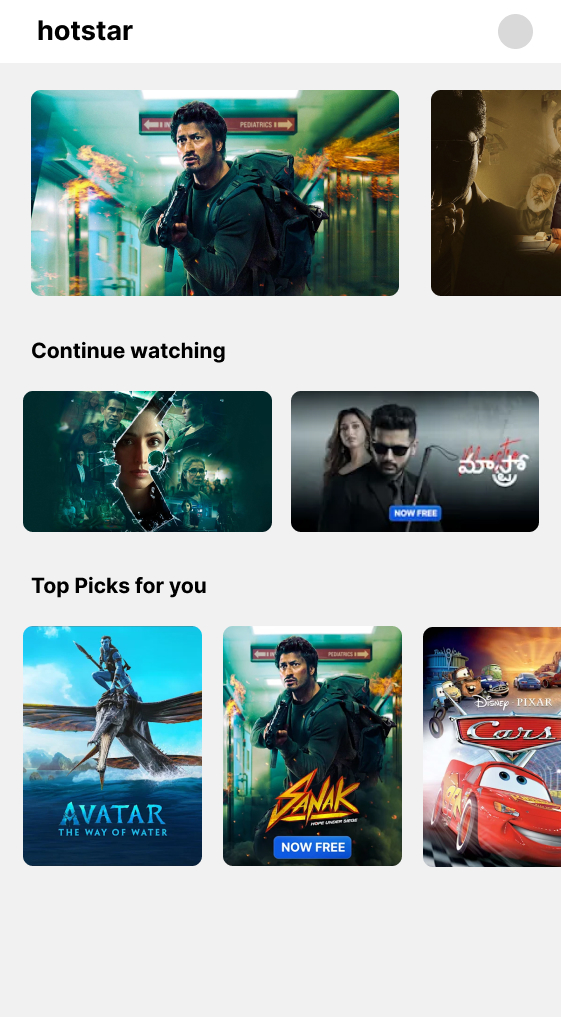 hotstar
PEDIATRICS
Continue watching
మాస్ట్రో
NOW FREE
Top Picks for you
AVATAR
THE WAY OF WATER
PEDIATRICS
SANAK
HOPE UNDER SIEGE
NOW FREE
Disney · PIXAR
Cars